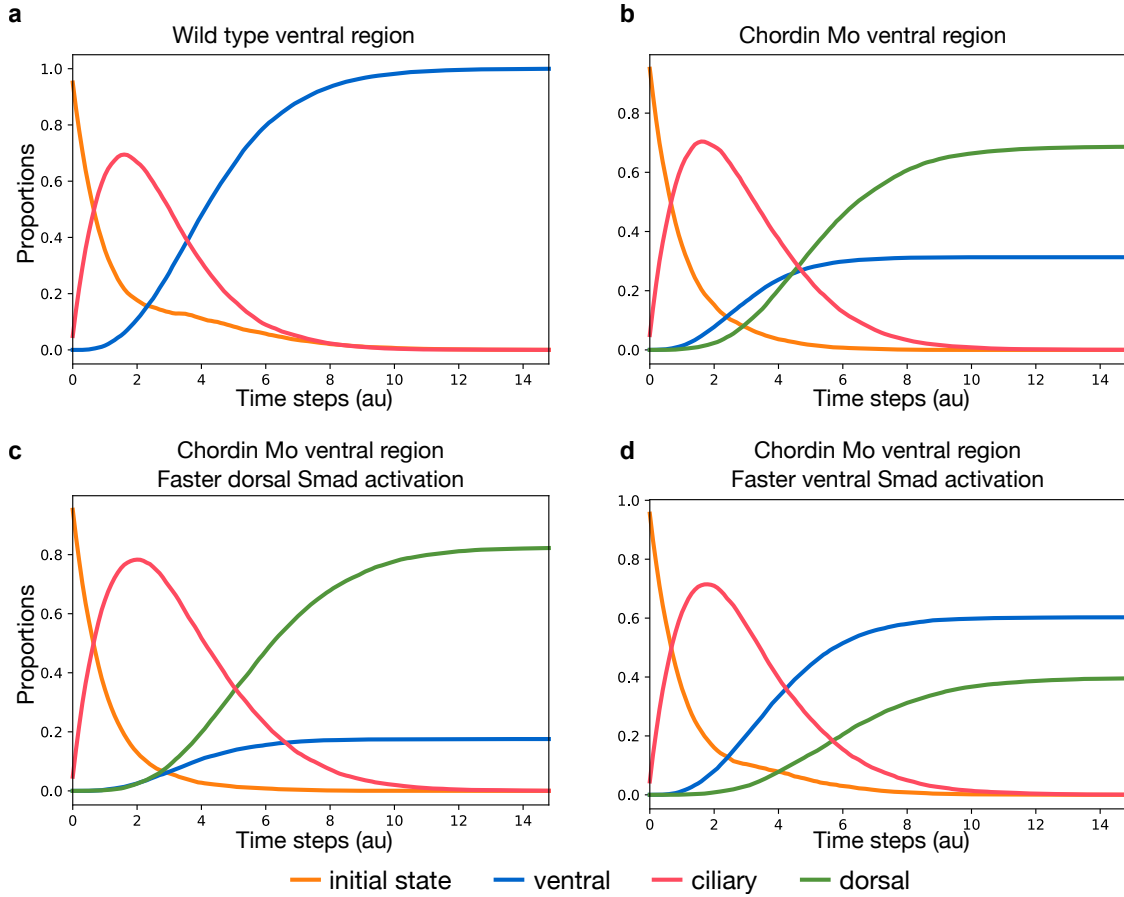 a
Wild type ventral region
1.0
0.8
0.6
0.4
0.2
0.0
Proportions
0 2 4 6 8 10 12 14
Time steps (au)
b
Chordin Mo ventral region
0.8
0.6
0.4
0.2
0.0
0 2 4 6 8 10 12 14
Time steps (au)
c
Chordin Mo ventral region
Faster dorsal Smad activation
0.8
0.6
0.4
0.2
0.0
Proportions
0 2 4 6 8 10 12 14
Time steps (au)
d
Chordin Mo ventral region
Faster ventral Smad activation
1.0
0.8
0.6
0.4
0.2
0.0
0 2 4 6 8 10 12 14
Time steps (au)
initial state ventral ciliary dorsal